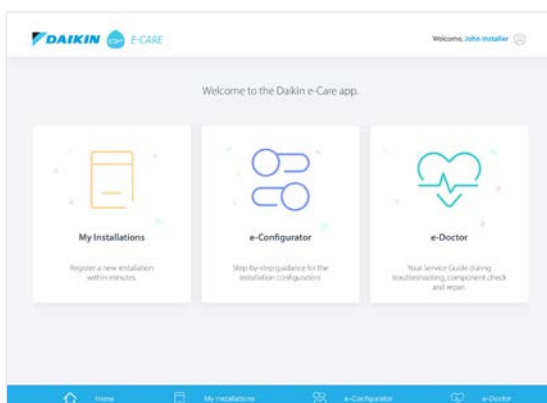 DAIKIN E-CARE
Welcome, John Installer
Welcome to the Daikin e-Care app.
My Installations
Register a new installation
within minutes.
e-Configurator
Step-by-step guidance for the
installation configuration
e-Doctor
Your Service Guide during
troubleshooting, component check
and repair.
Home
My installations
e-Configurator
e-Doctor